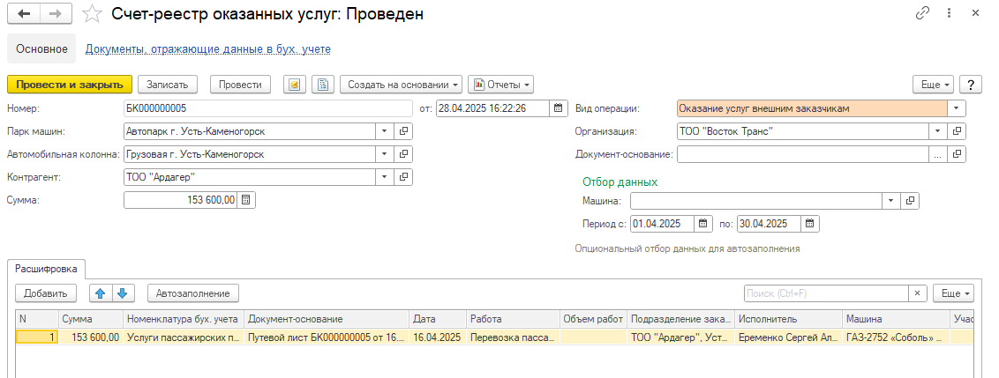 Счет-реестр оказанных услуг: Проведен
Основное Документы, отражающие данные в бух. учете
Провести и закрыть Записать Провести Создать на основании Отчеты Еще ?
Номер: БК000000005 от: 28.04.2025 16:22:26 Вид операции: Оказание услуг внешним заказчикам
Парк машин: Автопарк г. Усть-Каменогорск Организация: ТОО "Восток Транс"
Автомобильная колонна: Грузовая г. Усть-Каменогорск Документ-основание: ...
Контрагент: ТОО "Ардагер" Отбор данных
Сумма: 153 600,00 Машина:
Период с: 01.04.2025 по: 30.04.2025
Опциональный отбор данных для автозаполнения
Расшифровка
Добавить Автозаполнение Поиск (Ctrl+F) × Еще
N Сумма Номенклатура бух. учета Документ-основание Дата Работа Объем работ Подразделение зака... Исполнитель Машина Учас
1 153 600,00 Услуги пассажирских п... Путевой лист БК000000005 от 16.... 16.04.2025 Перевозка пасса... ТОО "Ардагер", Уст... Еременко Сергей Ал... ГАЗ-2752 «Соболь» ...